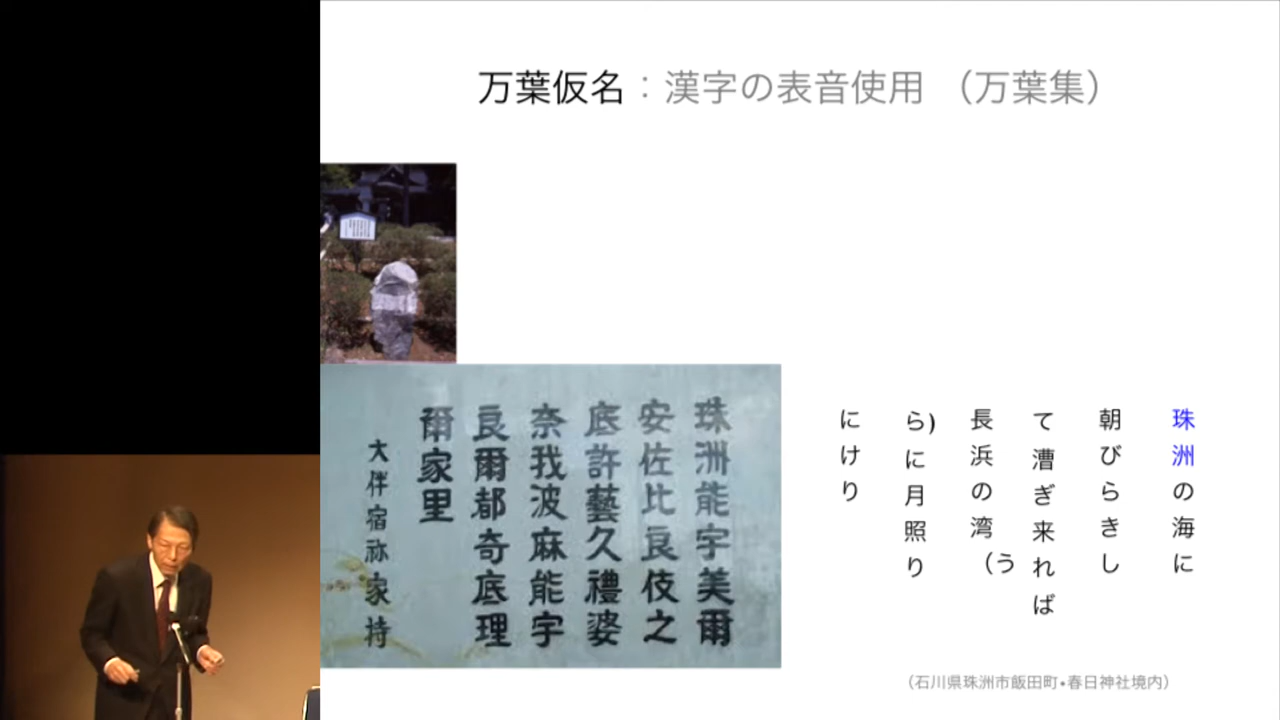 万葉仮名：漢字の表音使用 （万葉集）
珠洲能宇美爾
安佐比良伎之
底許藝久禮婆
奈我波麻能宇
良爾都奇底理
爾家里
大伴宿祢家持
珠洲の海に
朝びらきし
て漕ぎ来れば
長浜の湾（う
ら)に月照り
にけり
（石川県珠洲市飯田町•春日神社境内）